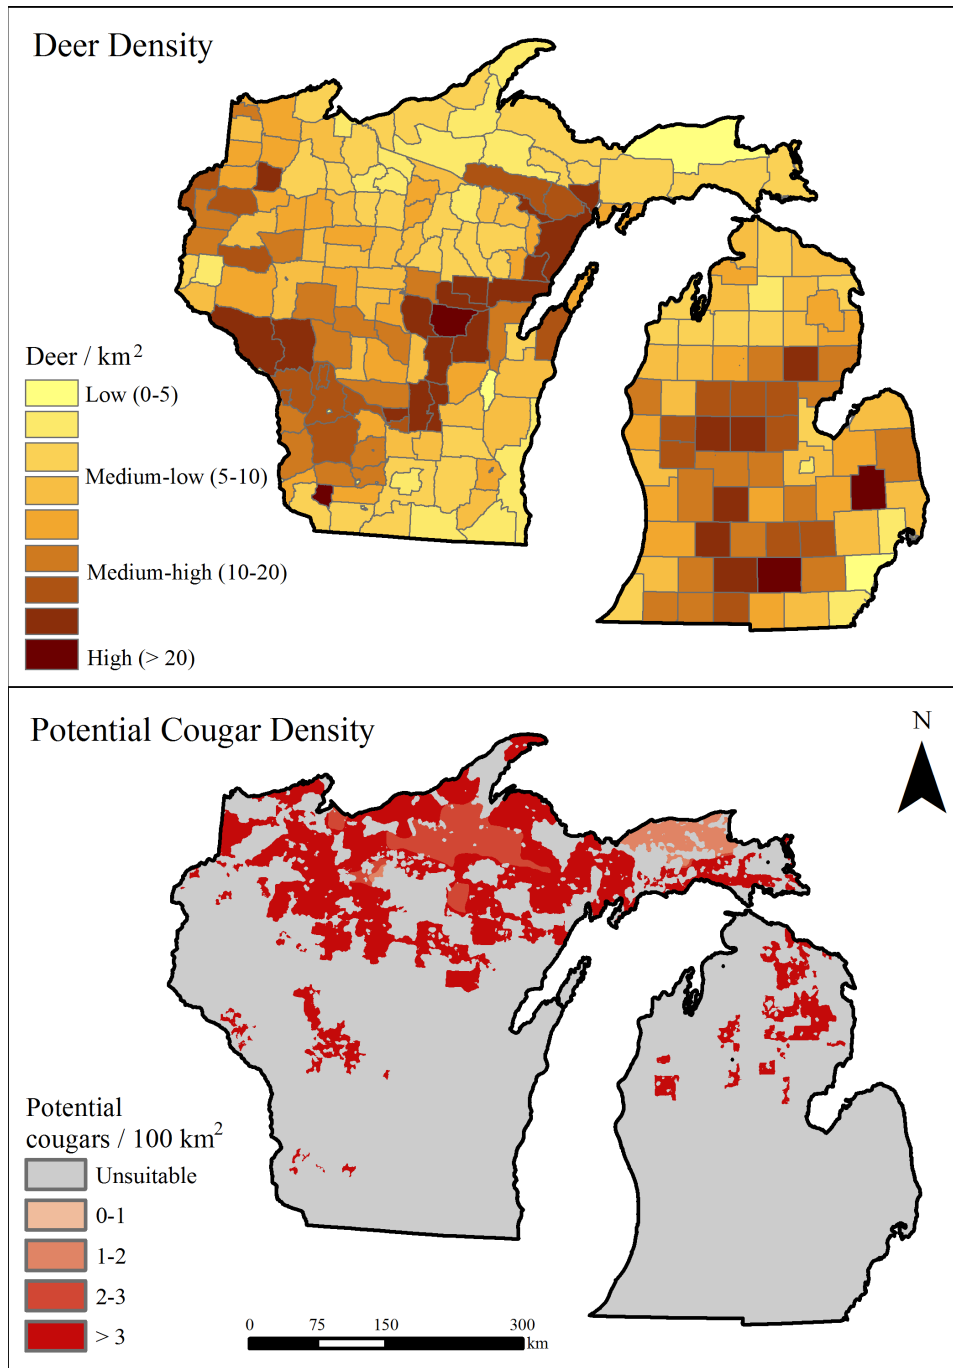 Deer Density
Deer / km²
Low (0-5)
Medium-low (5-10)
Medium-high (10-20)
High (> 20)
Potential Cougar Density
N
Potential
cougars / 100 km²
Unsuitable
0-1
1-2
2-3
> 3
0 75 150 300
km